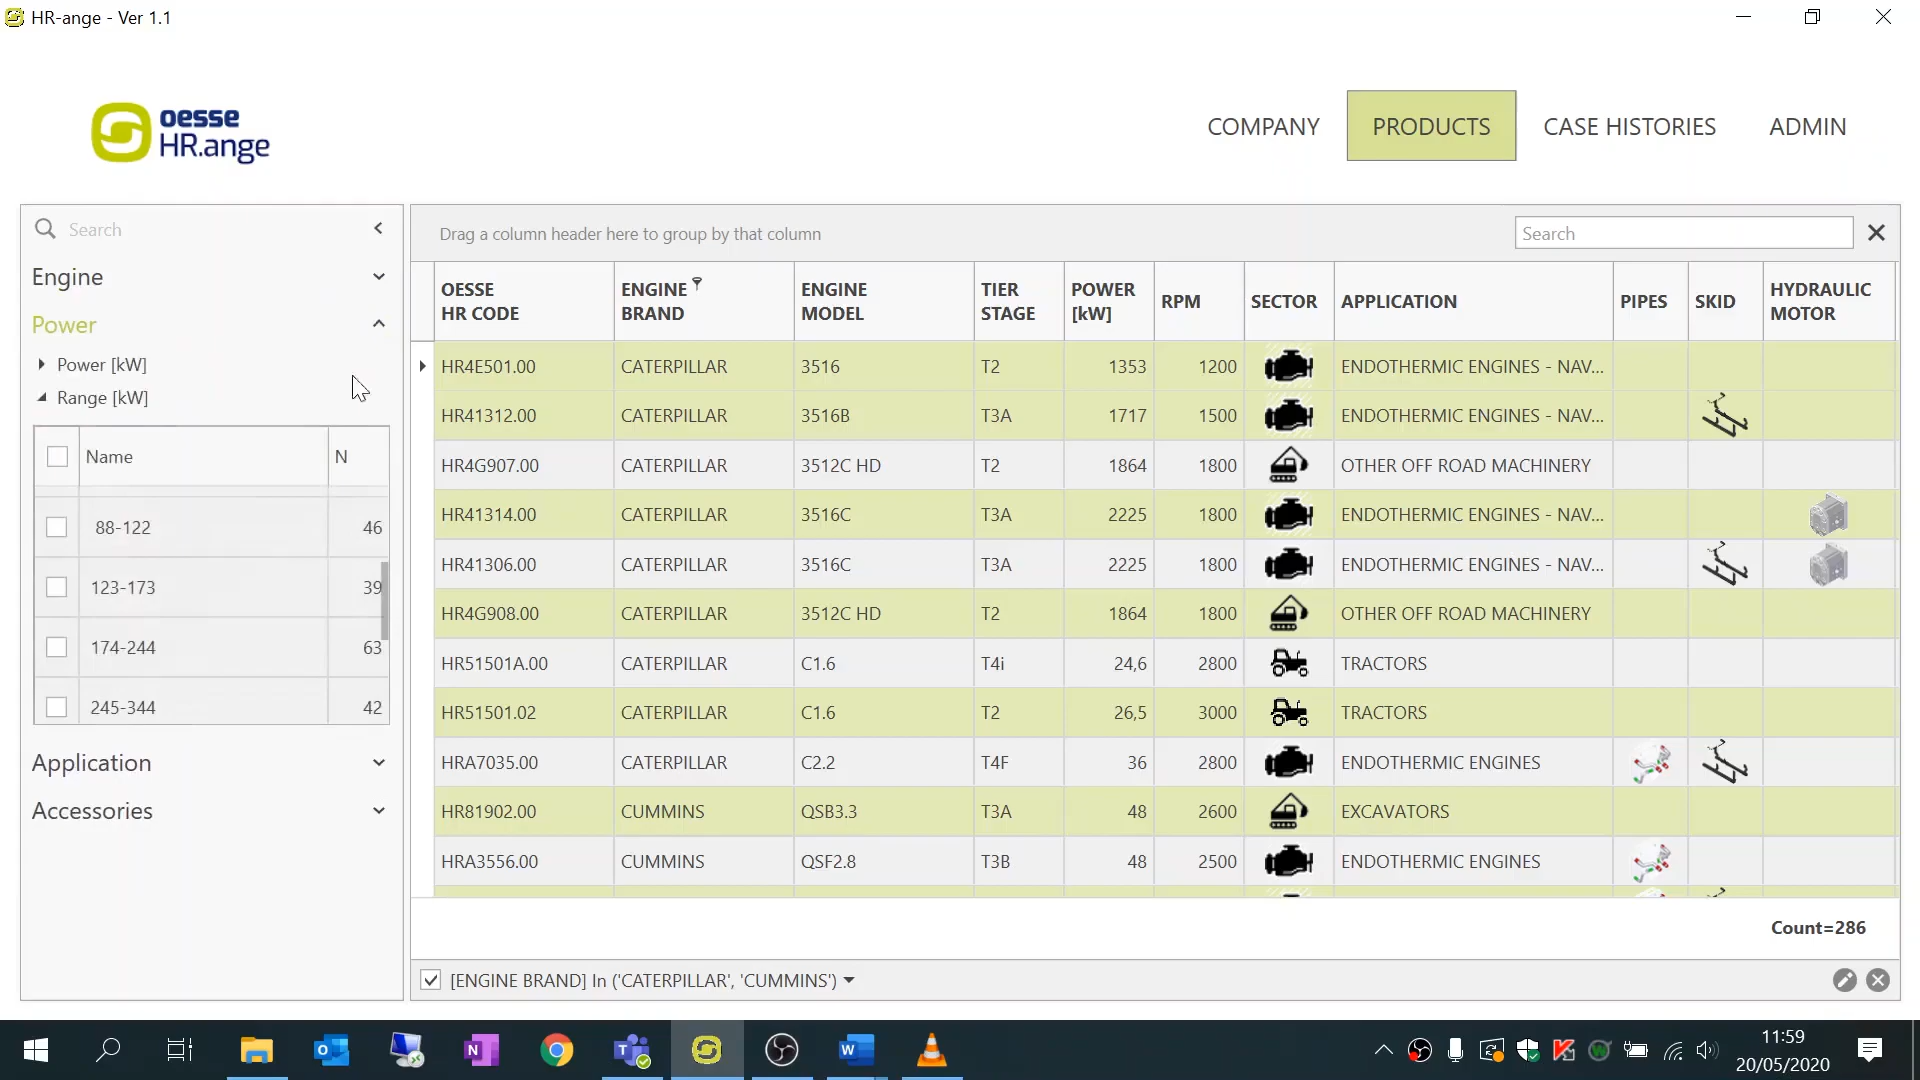 HR-ange - Ver 1.1
oesse
HR.ange
COMPANY
PRODUCTS
CASE HISTORIES
ADMIN
Search
Engine
Power
Power [kW]
Range [kW]
Name N
88-122 46
123-173 39
174-244 63
245-344 42
Application
Accessories
Drag a column header here to group by that column
Search
OESSE HR CODE ENGINE BRAND ENGINE MODEL TIER STAGE POWER [kW] RPM SECTOR APPLICATION PIPES SKID HYDRAULIC MOTOR
HR4E501.00 CATERPILLAR 3516 T2 1353 1200 ENDOTHERMIC ENGINES - NAV...
HR41312.00 CATERPILLAR 3516B T3A 1717 1500 ENDOTHERMIC ENGINES - NAV...
HR4G907.00 CATERPILLAR 3512C HD T2 1864 1800 OTHER OFF ROAD MACHINERY
HR41314.00 CATERPILLAR 3516C T3A 2225 1800 ENDOTHERMIC ENGINES - NAV...
HR41306.00 CATERPILLAR 3516C T3A 2225 1800 ENDOTHERMIC ENGINES - NAV...
HR4G908.00 CATERPILLAR 3512C HD T2 1864 1800 OTHER OFF ROAD MACHINERY
HR51501A.00 CATERPILLAR C1.6 T4i 24,6 2800 TRACTORS
HR51501.02 CATERPILLAR C1.6 T2 26,5 3000 TRACTORS
HRA7035.00 CATERPILLAR C2.2 T4F 36 2800 ENDOTHERMIC ENGINES
HR81902.00 CUMMINS QSB3.3 T3A 48 2600 EXCAVATORS
HRA3556.00 CUMMINS QSF2.8 T3B 48 2500 ENDOTHERMIC ENGINES
Count=286
[ENGINE BRAND] In ('CATERPILLAR', 'CUMMINS')
11:59
20/05/2020